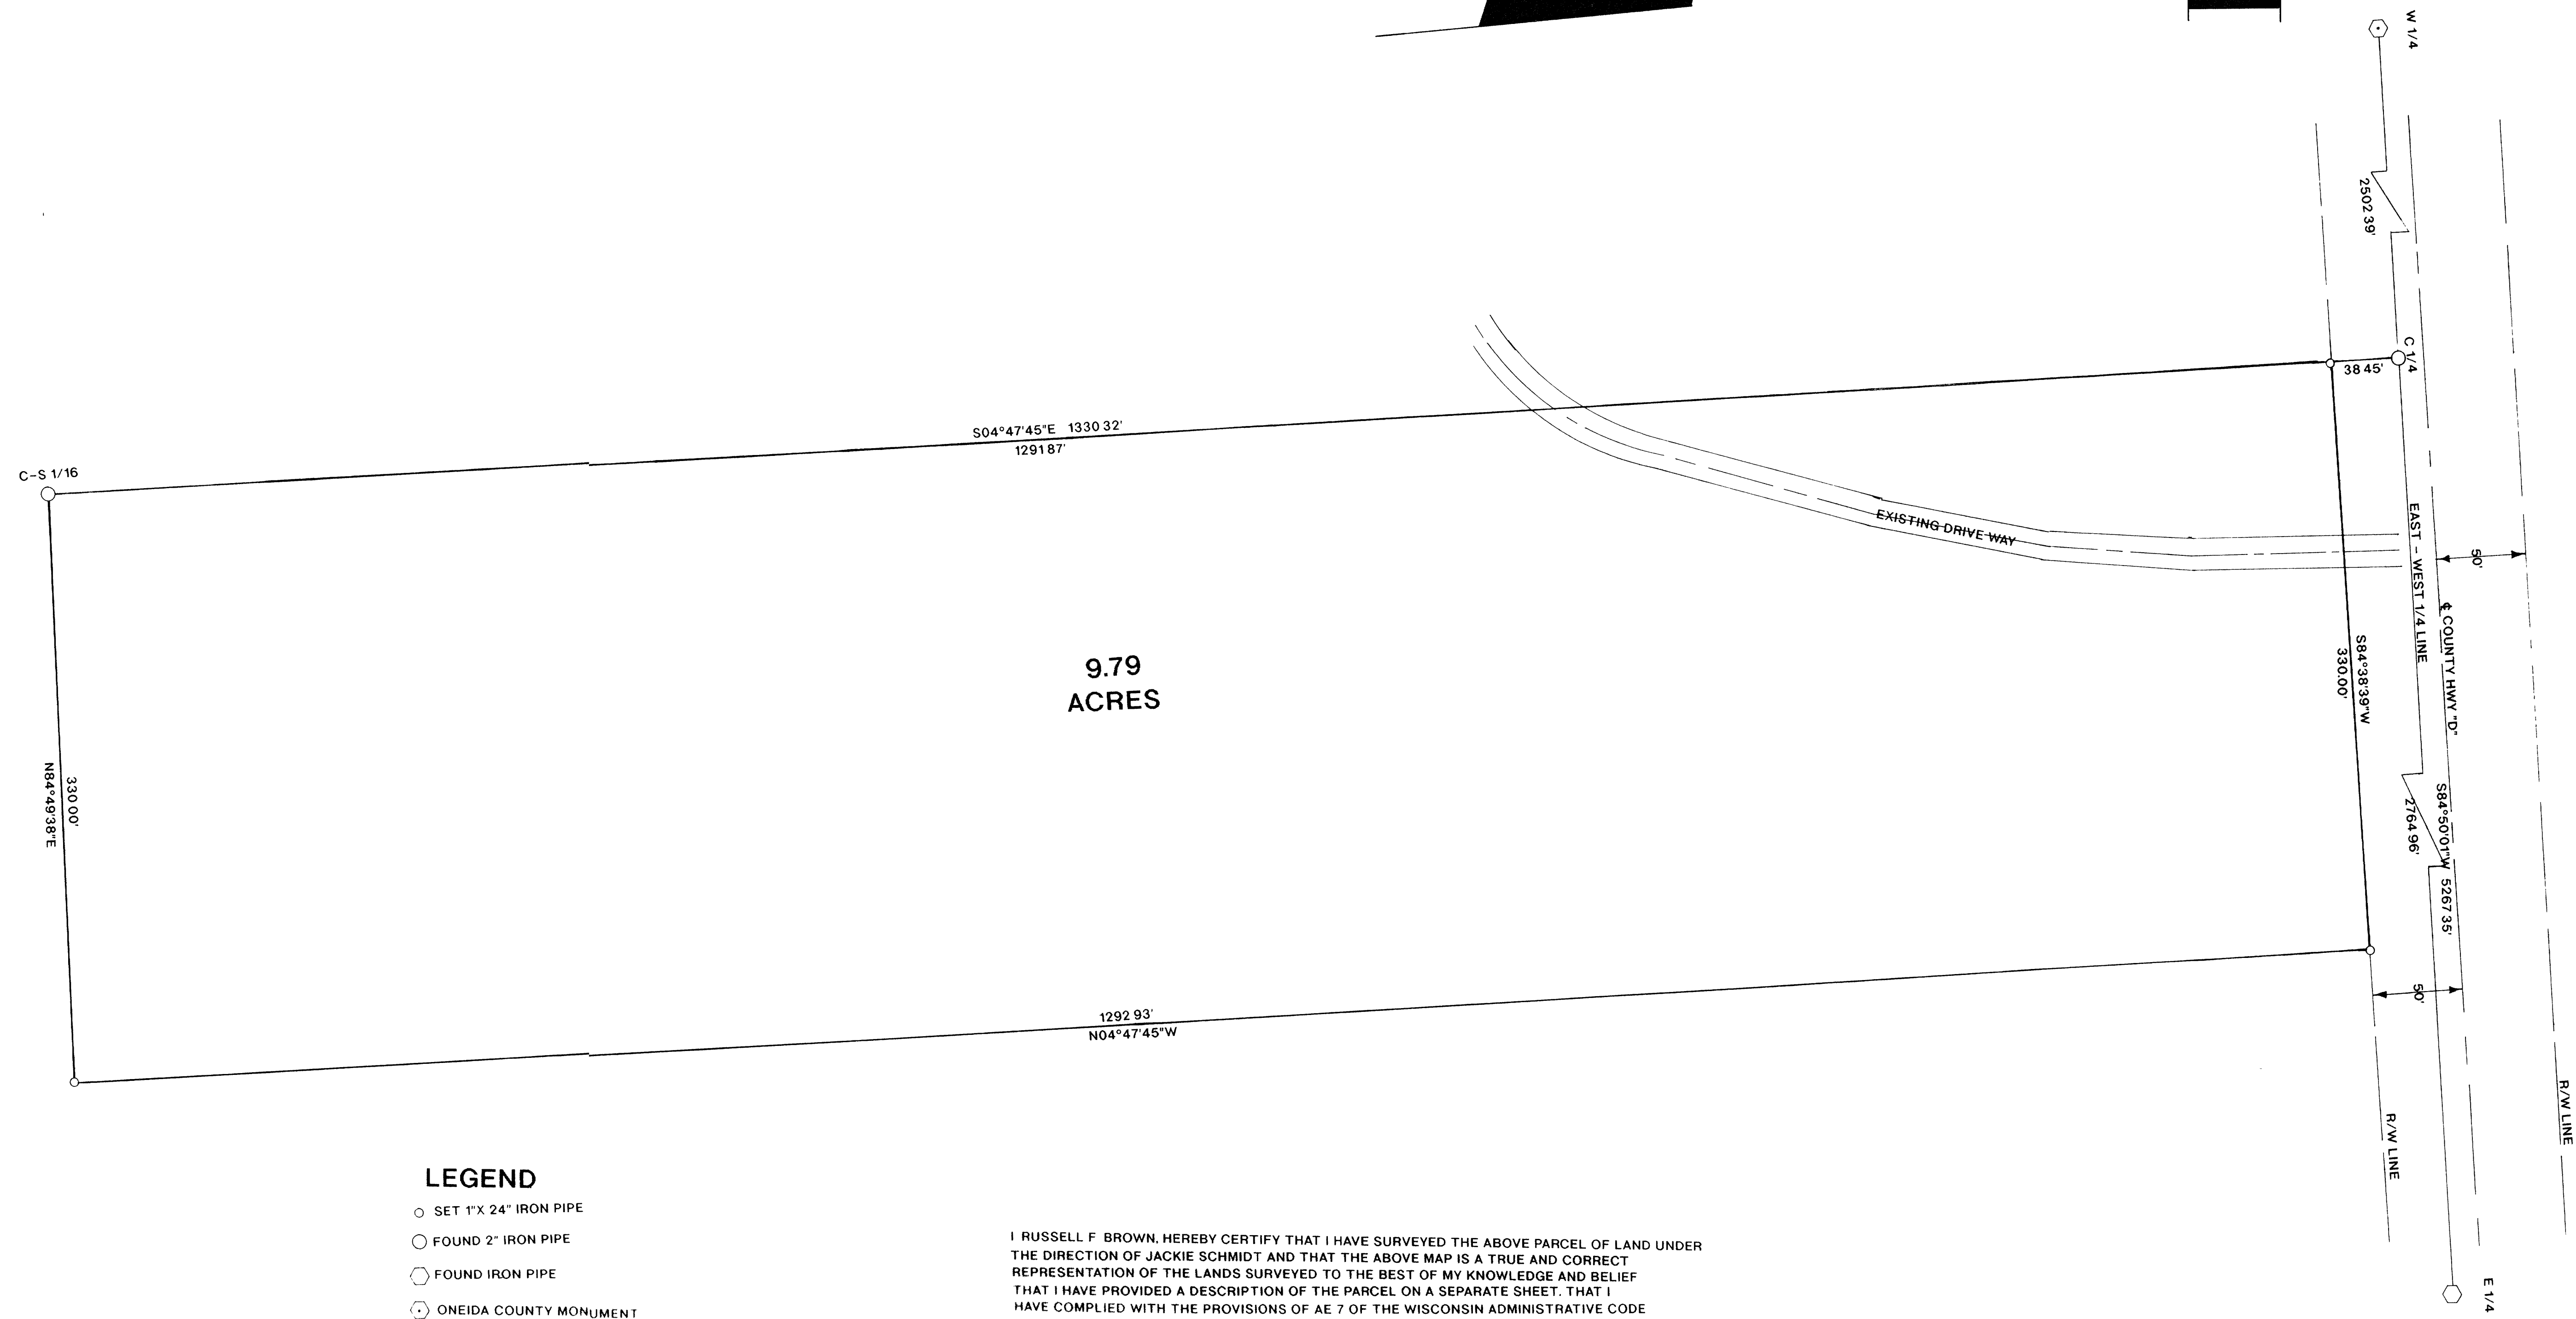 W 1/4
2502 39'
C 1/4
38 45'
S04°47'45"E 1330 32'
1291 87'
C-S 1/16
EXISTING DRIVE WAY
EAST - WEST 1/4 LINE
50'
℄ COUNTY HWY "D"
S84°38'39"W
330.00'
9.79
ACRES
330 00'
N84°49'38"E
2764 96'
S84°50'01"W 5267 35'
50'
1292 93'
N04°47'45"W
R/W LINE
R/W LINE
E 1/4
LEGEND
SET 1"X 24" IRON PIPE
FOUND 2" IRON PIPE
FOUND IRON PIPE
ONEIDA COUNTY MONUMENT
I RUSSELL F BROWN, HEREBY CERTIFY THAT I HAVE SURVEYED THE ABOVE PARCEL OF LAND UNDER
THE DIRECTION OF JACKIE SCHMIDT AND THAT THE ABOVE MAP IS A TRUE AND CORRECT
REPRESENTATION OF THE LANDS SURVEYED TO THE BEST OF MY KNOWLEDGE AND BELIEF
THAT I HAVE PROVIDED A DESCRIPTION OF THE PARCEL ON A SEPARATE SHEET. THAT I
HAVE COMPLIED WITH THE PROVISIONS OF AE 7 OF THE WISCONSIN ADMINISTRATIVE CODE